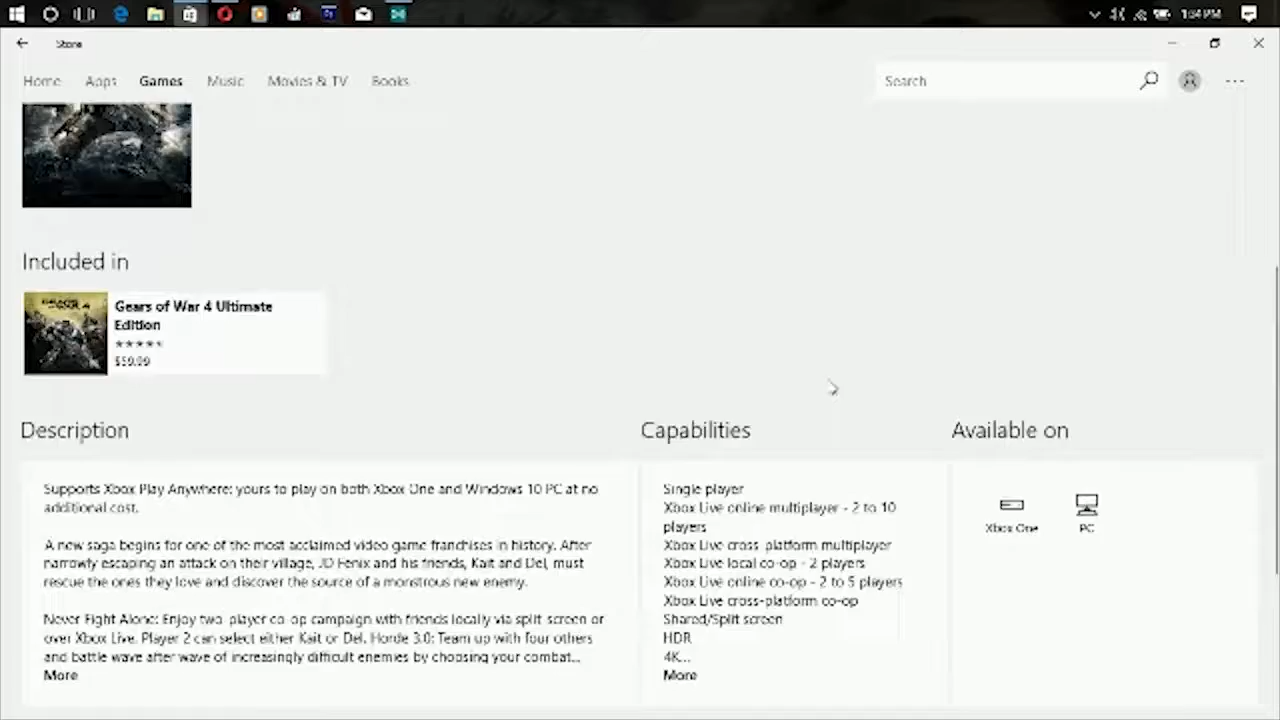 1:04 PM
Store
Home Apps Games Music Movies & TV Books Search
Included in
Gears of War 4 Ultimate
Edition
$59.99
Description
Supports Xbox Play Anywhere: yours to play on both Xbox One and Windows 10 PC at no
additional cost.
A new saga begins for one of the most acclaimed video game franchises in history. After
narrowly escaping an attack on their village, JD Fenix and his friends, Kait and Del, must
rescue the ones they love and discover the source of a monstrous new enemy.
Never Fight Alone: Enjoy two-player co-op campaign with friends locally via split-screen or
over Xbox Live. Player 2 can select either Kait or Del. Horde 3.0: Team up with four others
and battle wave after wave of increasingly difficult enemies by choosing your combat...
More
Capabilities
Single player
Xbox Live online multiplayer - 2 to 10
players
Xbox Live cross-platform multiplayer
Xbox Live local co-op - 2 players
Xbox Live online co-op - 2 to 5 players
Xbox Live cross-platform co-op
Shared/Split screen
HDR
4K...
More
Available on
Xbox One PC